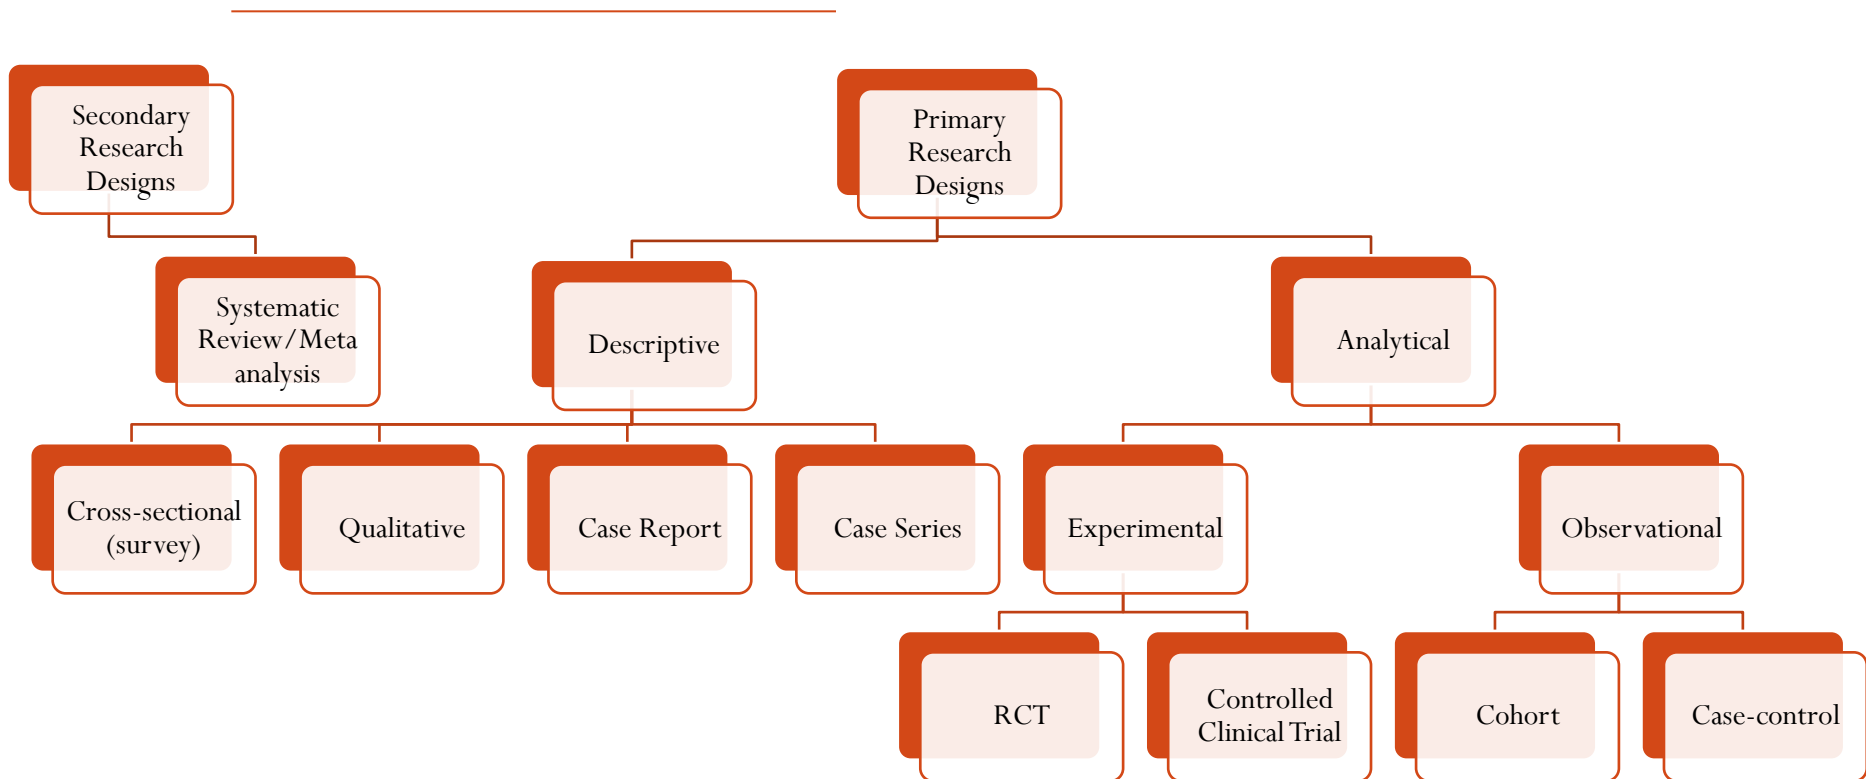 Secondary
Research
Designs
Primary
Research
Designs
Systematic
Review/Meta
analysis
Descriptive
Analytical
Cross-sectional
(survey)
Qualitative
Case Report
Case Series
Experimental
Observational
RCT
Controlled
Clinical Trial
Cohort
Case-control